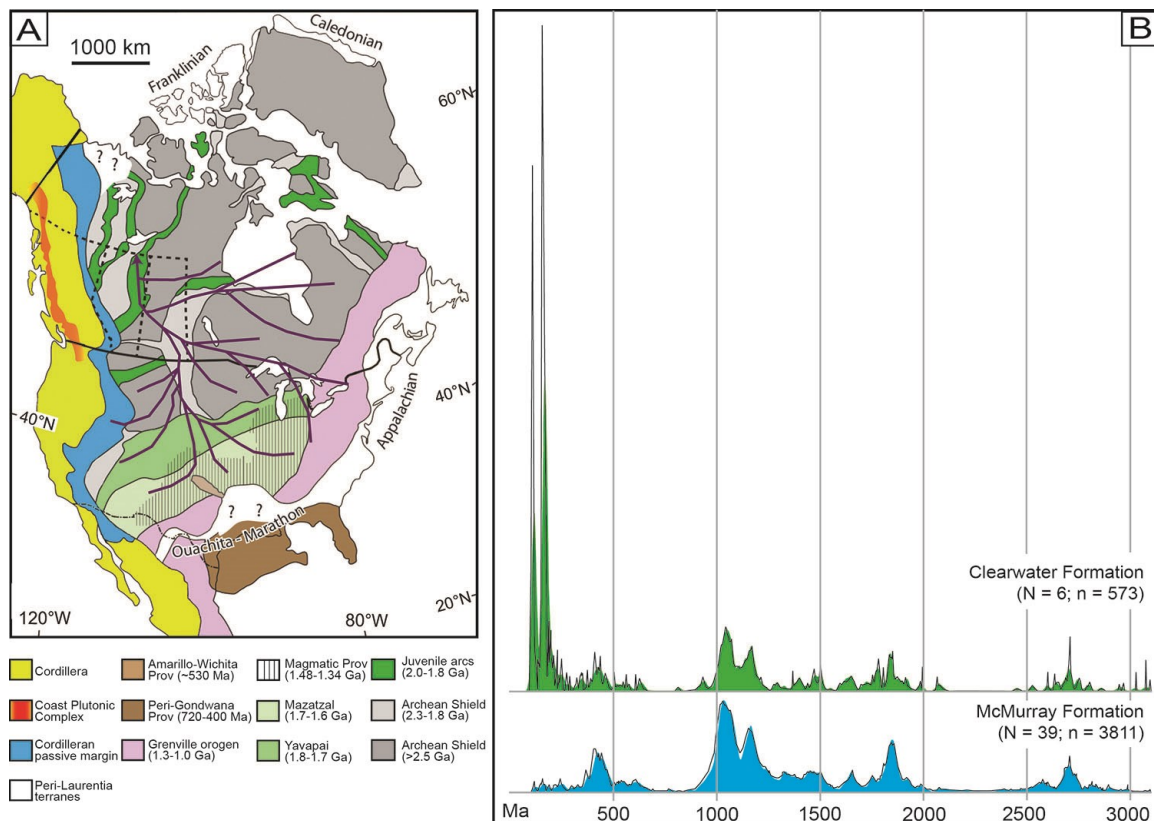 A
1000 km
Caledonian
Franklinian
60°N
? ?
40°N
40°N
Appalachian
? ?
Ouachita - Marathon
20°N
120°W
80°W
Cordillera
Amarillo-Wichita
Prov (~530 Ma)
Magmatic Prov
(1.48-1.34 Ga)
Juvenile arcs
(2.0-1.8 Ga)
Coast Plutonic
Complex
Peri-Gondwana
Prov (720-400 Ma)
Mazatzal
(1.7-1.6 Ga)
Archean Shield
(2.3-1.8 Ga)
Cordilleran
passive margin
Grenville orogen
(1.3-1.0 Ga)
Yavapai
(1.8-1.7 Ga)
Archean Shield
(>2.5 Ga)
Peri-Laurentia
terranes
B
Clearwater Formation
(N = 6; n = 573)
McMurray Formation
(N = 39; n = 3811)
Ma 500 1000 1500 2000 2500 3000